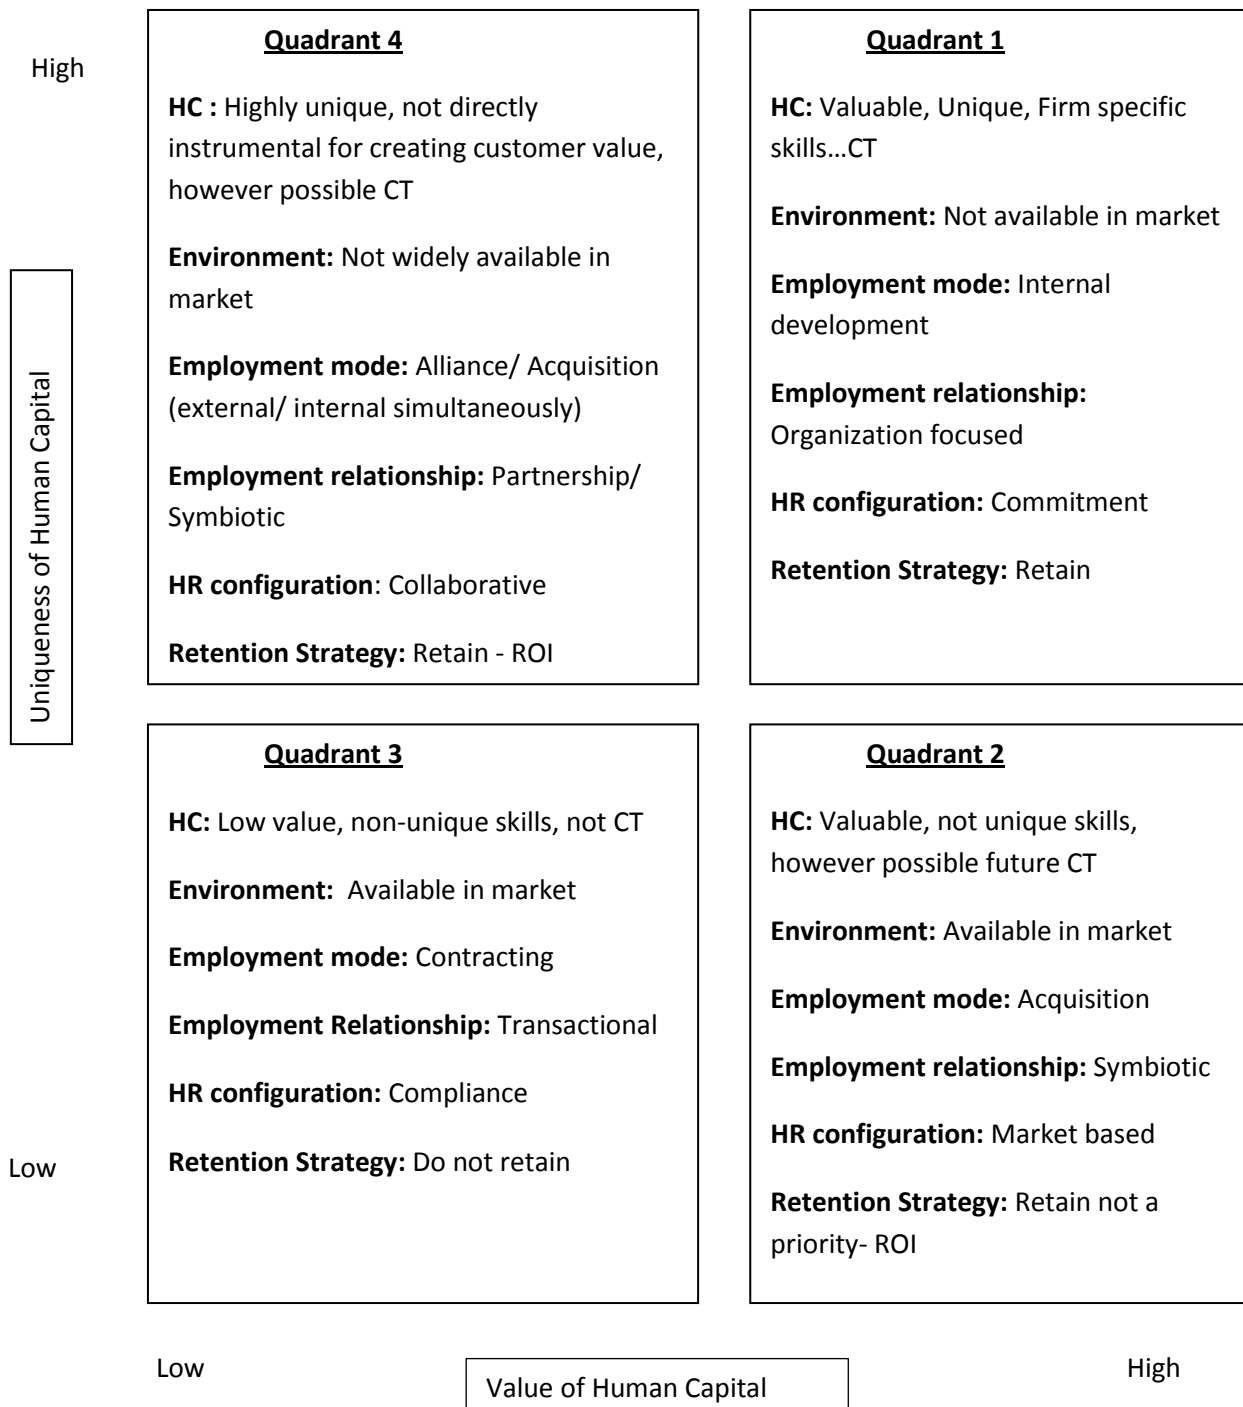 High
Uniqueness of Human Capital
Low
Quadrant 4
HC : Highly unique, not directly
instrumental for creating customer value,
however possible CT
Environment: Not widely available in
market
Employment mode: Alliance/ Acquisition
(external/ internal simultaneously)
Employment relationship: Partnership/
Symbiotic
HR configuration: Collaborative
Retention Strategy: Retain - ROI
Quadrant 1
HC: Valuable, Unique, Firm specific
skills...CT
Environment: Not available in market
Employment mode: Internal
development
Employment relationship:
Organization focused
HR configuration: Commitment
Retention Strategy: Retain
Quadrant 3
HC: Low value, non-unique skills, not CT
Environment:  Available in market
Employment mode: Contracting
Employment Relationship: Transactional
HR configuration: Compliance
Retention Strategy: Do not retain
Quadrant 2
HC: Valuable, not unique skills,
however possible future CT
Environment: Available in market
Employment mode: Acquisition
Employment relationship: Symbiotic
HR configuration: Market based
Retention Strategy: Retain not a
priority- ROI
Low
Value of Human Capital
High